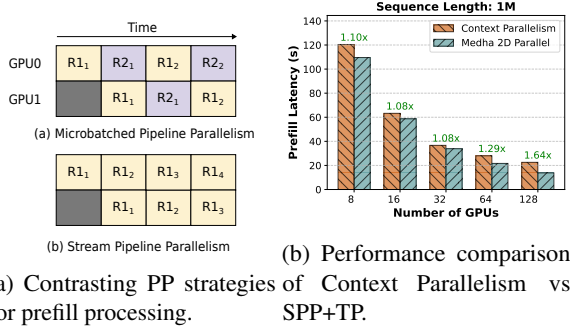 Time
GPU0 R1₁ R2₁ R1₂ R2₂
GPU1 R1₁ R2₁ R1₂
(a) Microbatched Pipeline Parallelism
R1₁ R1₂ R1₃ R1₄
R1₁ R1₂ R1₃
(b) Stream Pipeline Parallelism
a) Contrasting PP strategies
or prefill processing.
Sequence Length: 1M
Prefill Latency (s)
140
120
100
80
60
40
20
0
Context Parallelism
Medha 2D Parallel
1.10x
1.08x
1.08x
1.29x
1.64x
8 16 32 64 128
Number of GPUs
(b) Performance comparison
of Context Parallelism vs
SPP+TP.